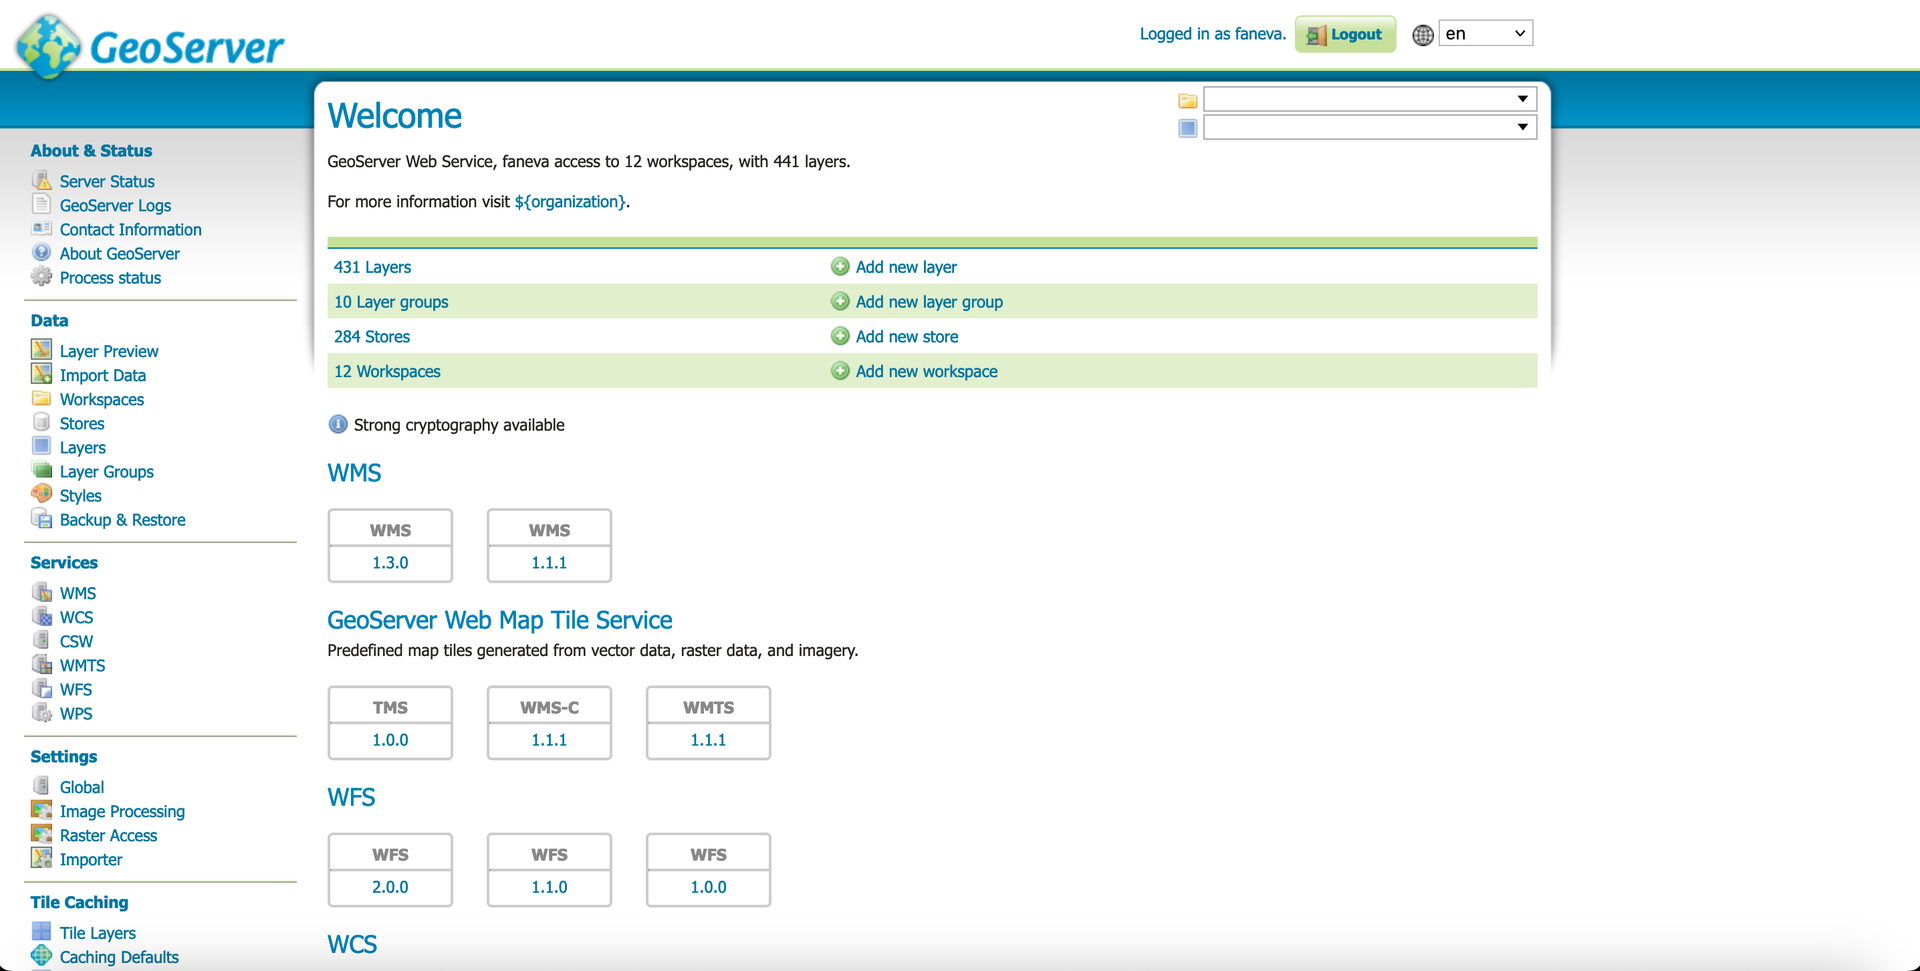 GeoServer
Logged in as faneva.
Logout
en
Welcome
GeoServer Web Service, faneva access to 12 workspaces, with 441 layers.
For more information visit ${organization}.
431 Layers
Add new layer
10 Layer groups
Add new layer group
284 Stores
Add new store
12 Workspaces
Add new workspace
Strong cryptography available
WMS
WMS
1.3.0
WMS
1.1.1
GeoServer Web Map Tile Service
Predefined map tiles generated from vector data, raster data, and imagery.
TMS
1.0.0
WMS-C
1.1.1
WMTS
1.1.1
WFS
WFS
2.0.0
WFS
1.1.0
WFS
1.0.0
WCS
About & Status
Server Status
GeoServer Logs
Contact Information
About GeoServer
Process status
Data
Layer Preview
Import Data
Workspaces
Stores
Layers
Layer Groups
Styles
Backup & Restore
Services
WMS
WCS
CSW
WMTS
WFS
WPS
Settings
Global
Image Processing
Raster Access
Importer
Tile Caching
Tile Layers
Caching Defaults